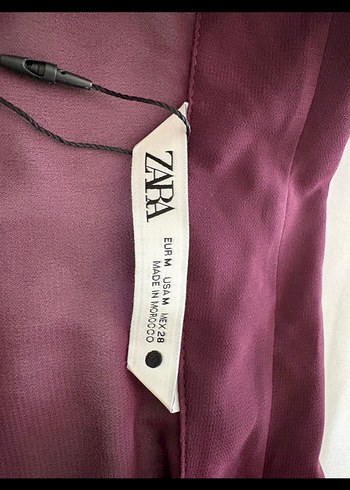 ZARA
EUR M USA M MEX 28
MADE IN MOROCCO